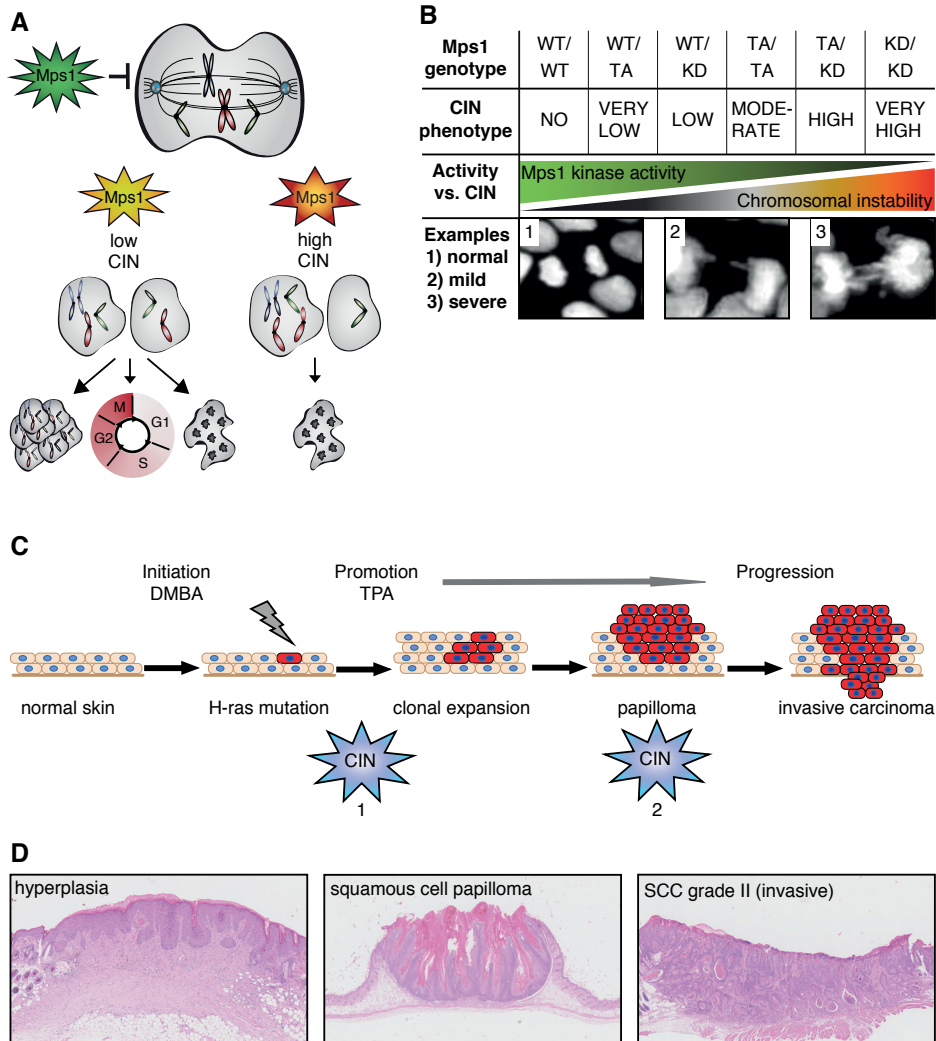 A
Mps1
Mps1
Mps1
low
CIN
high
CIN
M
G1
G2
S
B
Mps1
genotype
WT/
WT
WT/
TA
WT/
KD
TA/
TA
TA/
KD
KD/
KD
CIN
phenotype
NO
VERY
LOW
LOW
MODE-
RATE
HIGH
VERY
HIGH
Activity
vs. CIN
Mps1 kinase activity
Chromosomal instability
Examples
1) normal
2) mild
3) severe
1
2
3
C
Initiation
DMBA
Promotion
TPA
Progression
normal skin
H-ras mutation
clonal expansion
papilloma
invasive carcinoma
CIN
1
CIN
2
D
hyperplasia
squamous cell papilloma
SCC grade II (invasive)